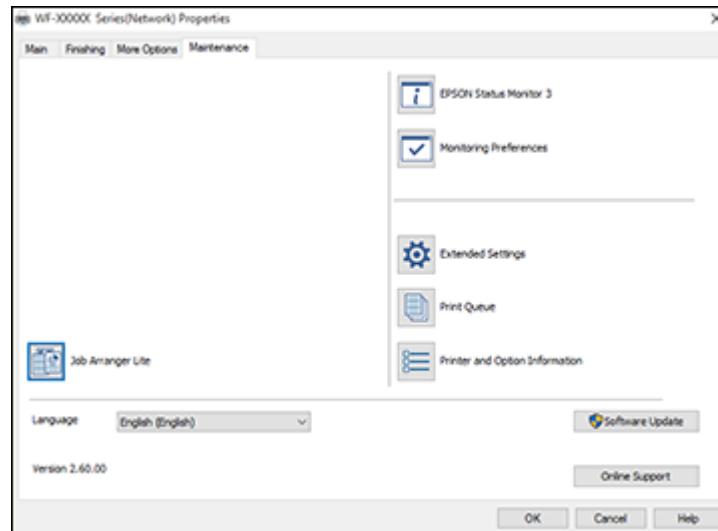 WF-XXXXX Series(Network) Properties
Main Finishing More Options Maintenance
EPSON Status Monitor 3
Monitoring Preferences
Extended Settings
Print Queue
Job Arranger Lite
Printer and Option Information
Language English (English)
Software Update
Version 2.60.00
Online Support
OK Cancel Help